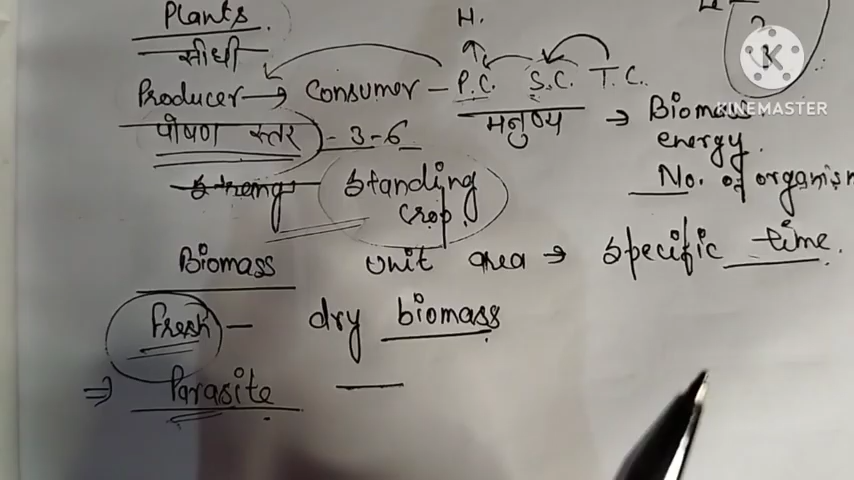 Plants
H.
सीधी
Producer → Consumer – P.C. S.C. T.C.
K
KINEMASTER
पोषण स्तर - 3-6 मनुष्य → Biomass
energy.
No. of organism
Standing
crop.
Biomass unit area → specific time.
Fresh – dry biomass
⇒ Parasite —